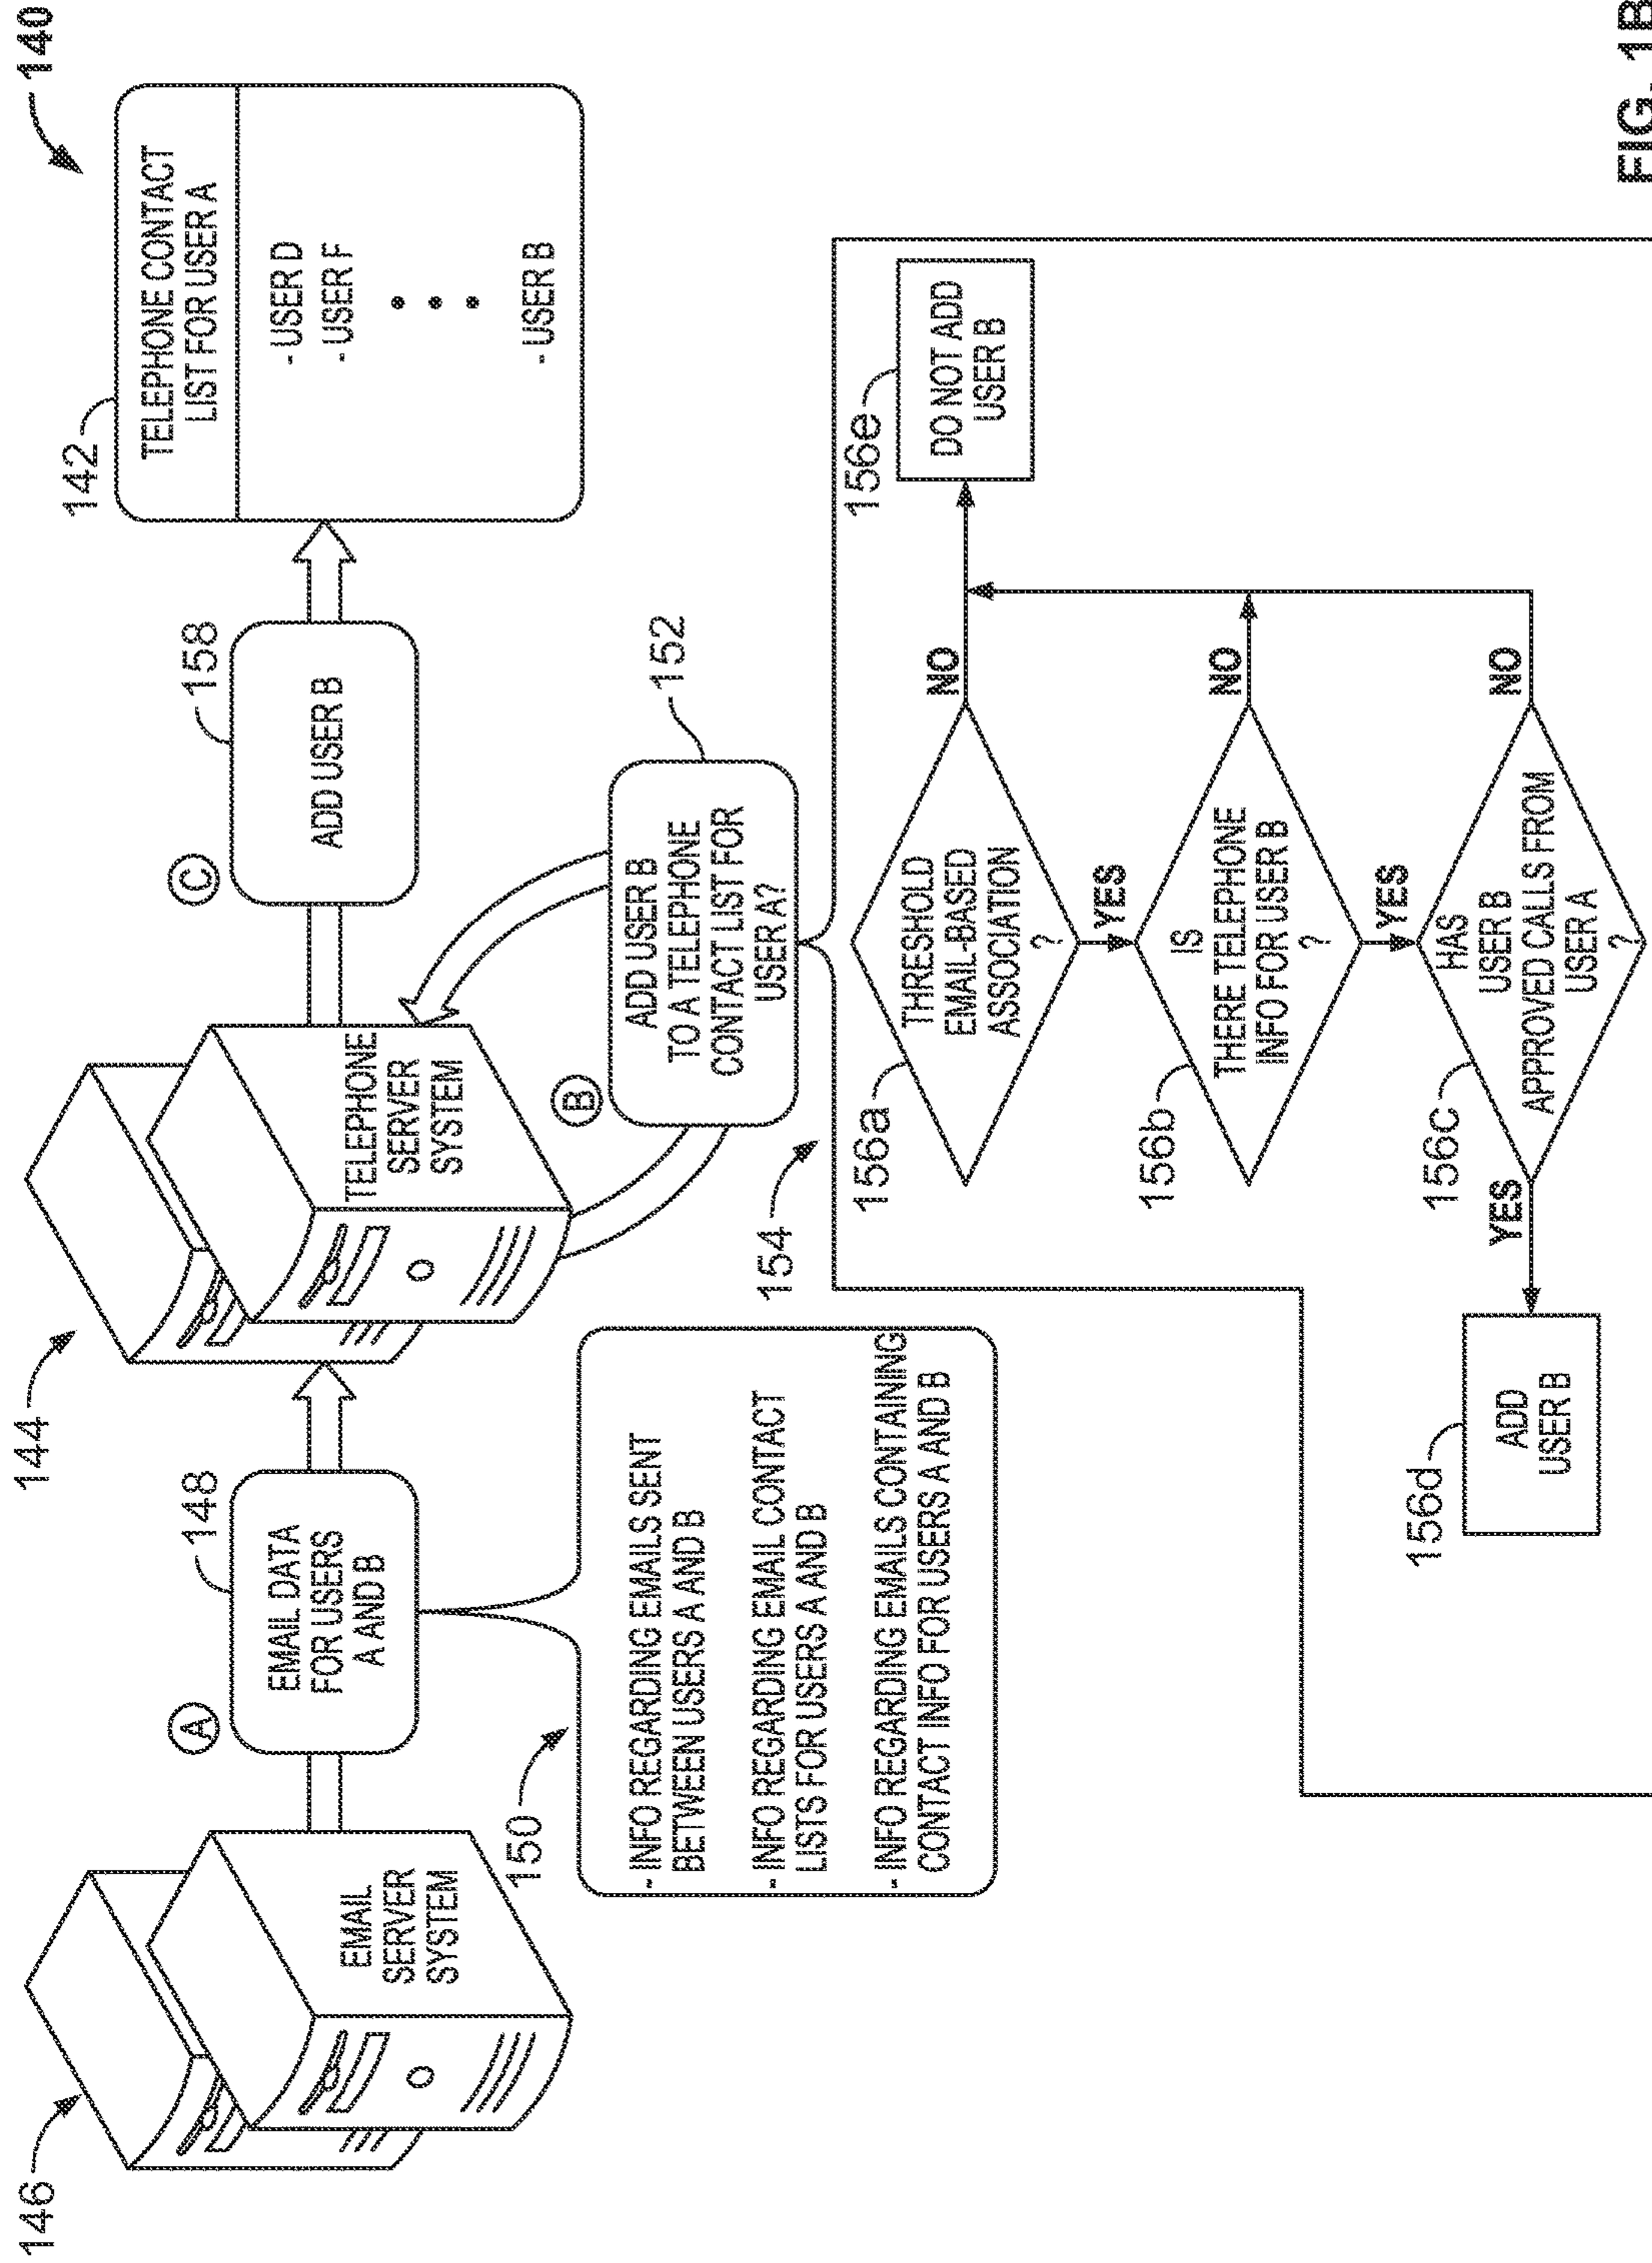 140
146
EMAIL
SERVER
SYSTEM
A
148
EMAIL DATA
FOR USERS
A AND B
150
- INFO REGARDING EMAILS SENT
BETWEEN USERS A AND B
- INFO REGARDING EMAIL CONTACT
LISTS FOR USERS A AND B
- INFO REGARDING EMAILS CONTAINING
CONTACT INFO FOR USERS A AND B
144
TELEPHONE
SERVER
SYSTEM
B
152
ADD USER B
TO A TELEPHONE
CONTACT LIST FOR
USER A?
C
158
ADD USER B
142
TELEPHONE CONTACT
LIST FOR USER A
- USER D
- USER F
- USER B
154
156a
THRESHOLD
EMAIL-BASED
ASSOCIATION
?
NO
YES
156b
IS
THERE TELEPHONE
INFO FOR USER B
?
NO
YES
156c
HAS
USER B
APPROVED CALLS FROM
USER A
?
NO
YES
156d
ADD
USER B
156e
DO NOT ADD
USER B
FIG. 1B